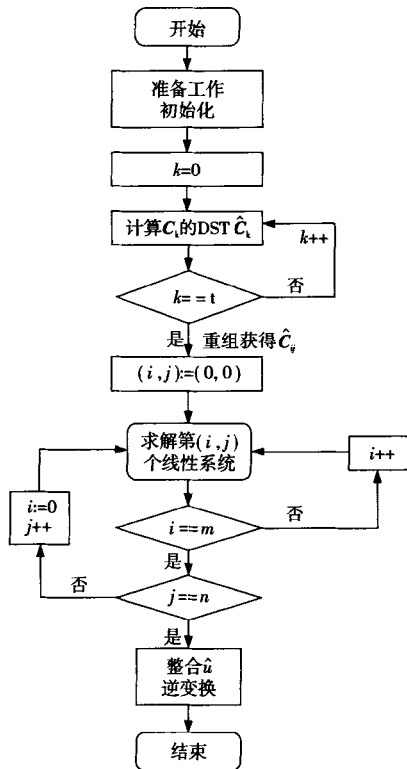 开始
准备工作
初始化
k=0
计算C_k的DST Ĉ_k
k++
k==t
否
是
重组获得Ĉ_ij
(i,j):=(0,0)
求解第(i,j)
个线性系统
i++
i:=0
j++
i==m
否
是
否
j==n
是
整合û
逆变换
结束